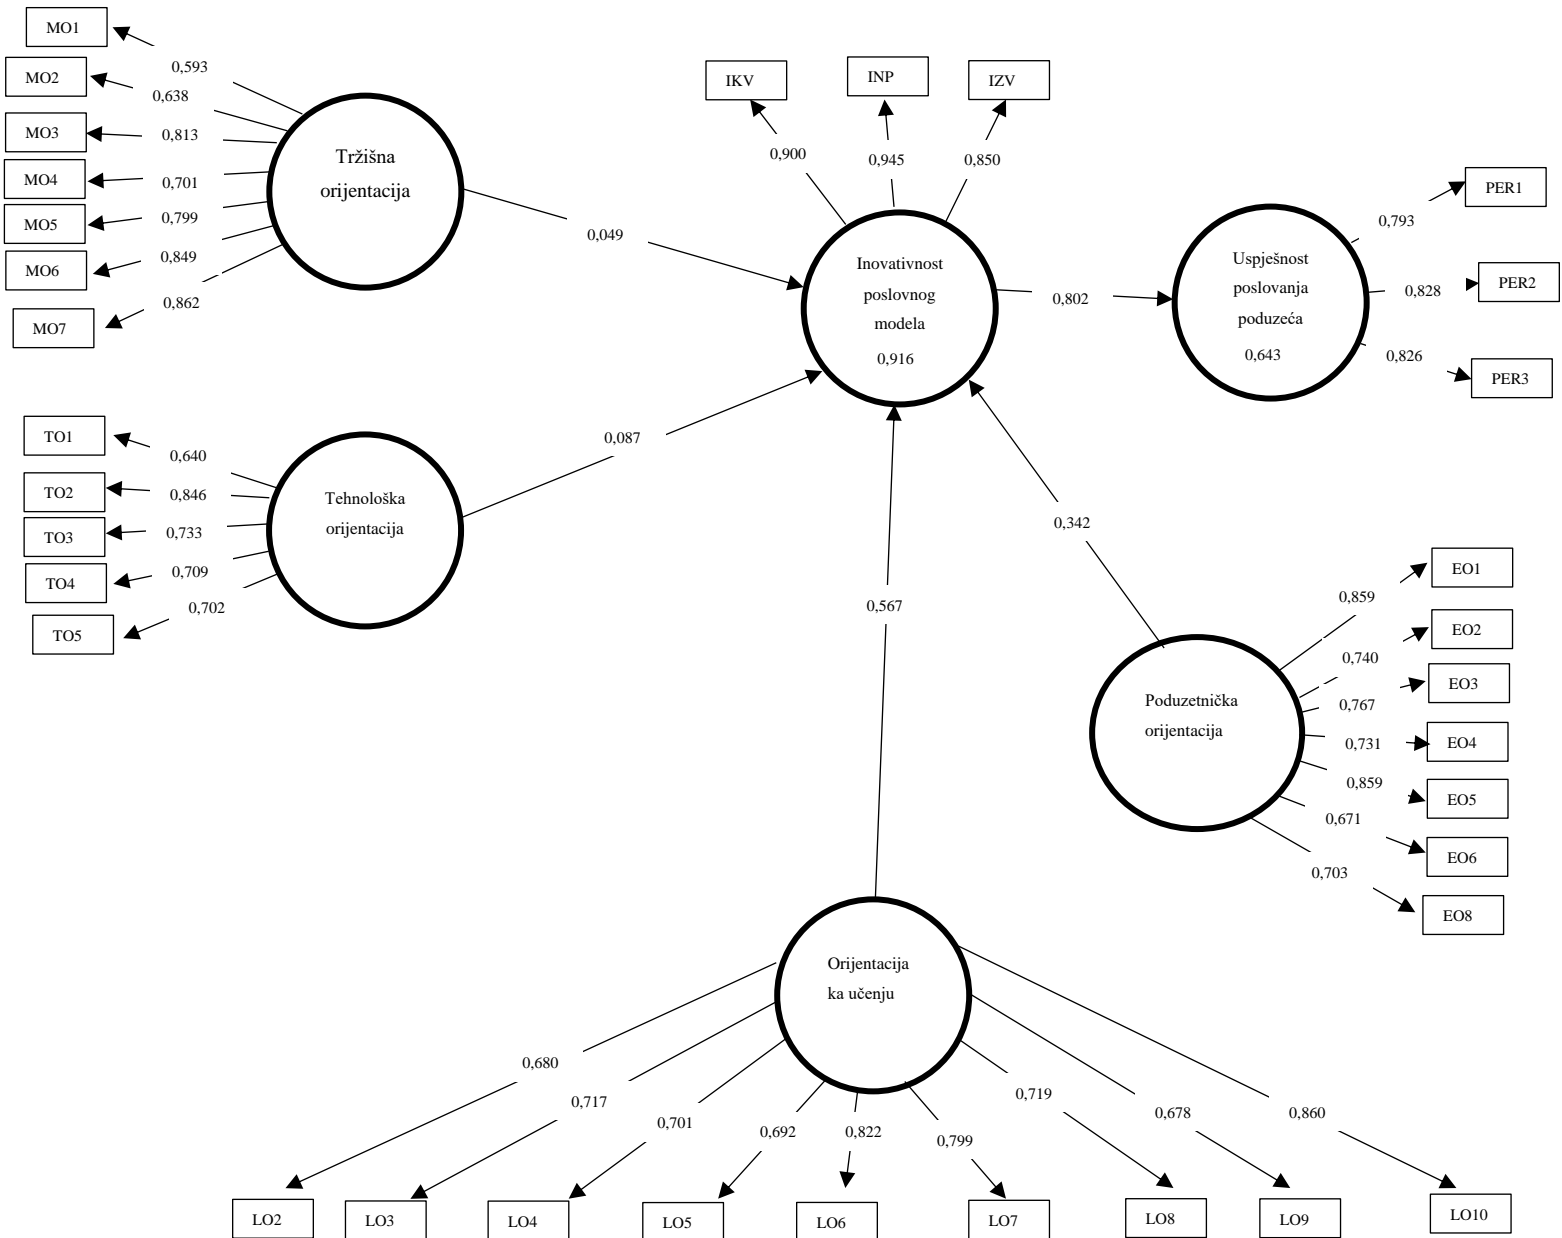 MO1
0,593
MO2
0,638
MO3
0,813
MO4
0,701
MO5
0,799
MO6
0,849
MO7
0,862
Tržišna
orijentacija
0,049
IKV
INP
IZV
0,900
0,945
0,850
Inovativnost
poslovnog
modela
0,916
0,802
Uspješnost
poslovanja
poduzeća
0,643
0,793
PER1
0,828
PER2
0,826
PER3
TO1
0,640
TO2
0,846
TO3
0,733
TO4
0,709
TO5
0,702
Tehnološka
orijentacija
0,087
0,567
0,342
Poduzetnička
orijentacija
0,859
EO1
0,740
EO2
0,767
EO3
0,731
EO4
0,859
EO5
0,671
EO6
0,703
EO8
Orijentacija
ka učenju
0,680
0,717
0,701
0,692
0,822
0,799
0,719
0,678
0,860
LO2
LO3
LO4
LO5
LO6
LO7
LO8
LO9
LO10